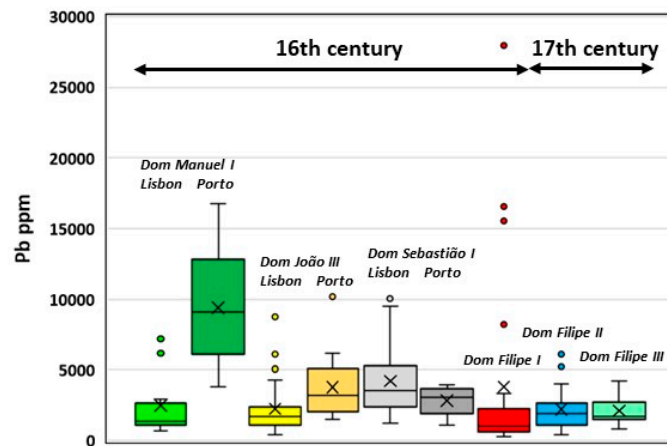 30000
16th century
17th century
25000
20000
Dom Manuel I
Lisbon Porto
15000
Pb ppm
Dom João III
Lisbon Porto
Dom Sebastião I
Lisbon Porto
10000
Dom Filipe II
Dom Filipe I
Dom Filipe III
5000
0